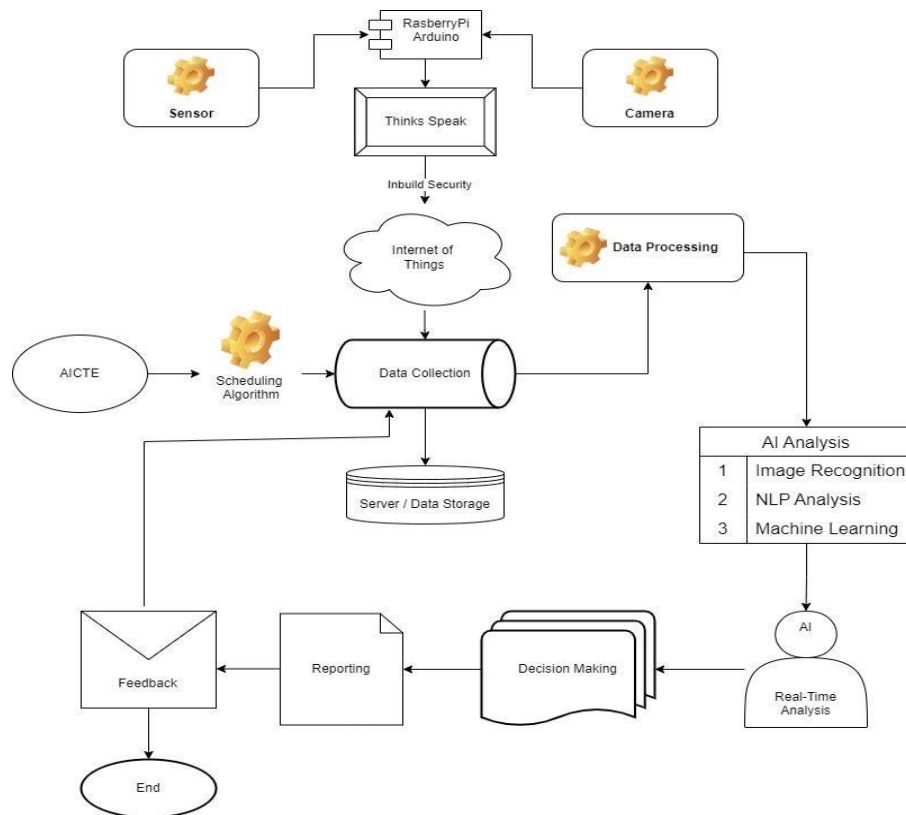 RasberryPi
Arduino
Sensor
Camera
Thinks Speak
Inbuild Security
Internet of
Things
Data Processing
AICTE
Scheduling
Algorithm
Data Collection
Server / Data Storage
AI Analysis
1 Image Recognition
2 NLP Analysis
3 Machine Learning
AI
Real-Time
Analysis
Decision Making
Reporting
Feedback
End